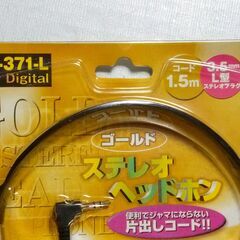 -371-L
Digital
コード
1.5m
3.5mm
L型
ステレオプラグ
ゴールド
ステレオ
ヘッドホン
便利でジャマにならない
片出しコード!!